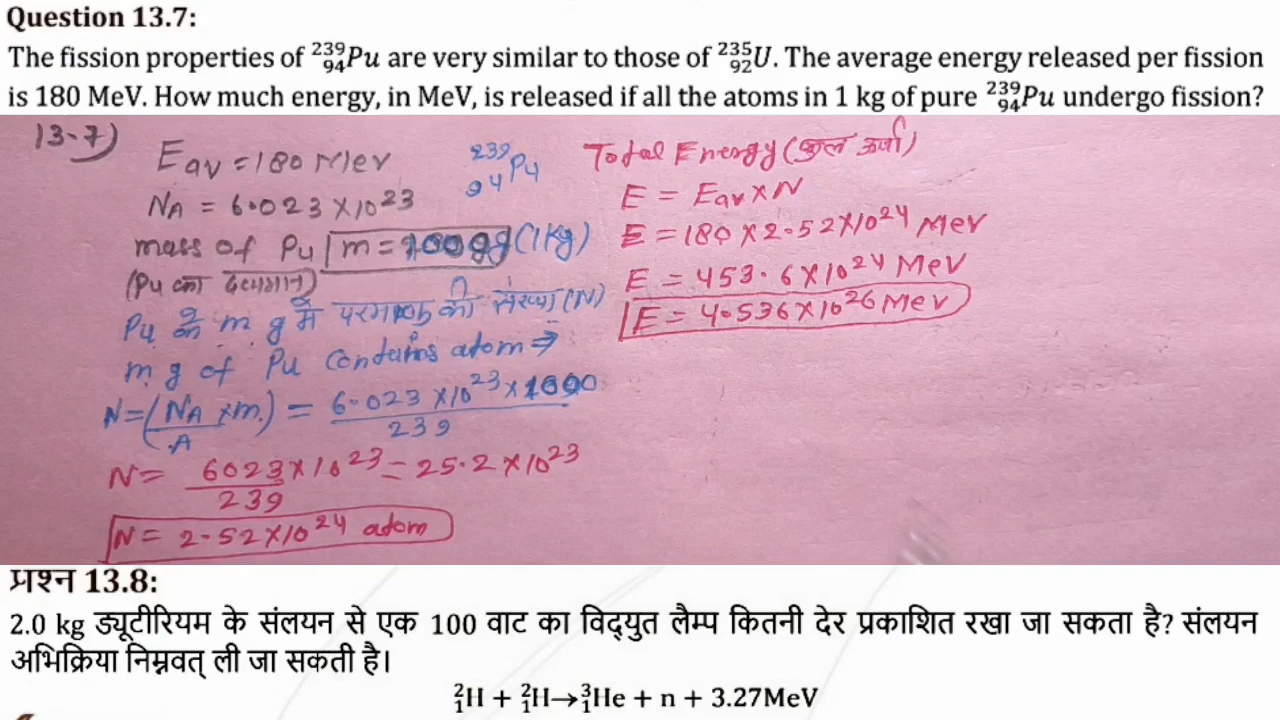 Question 13.7:
The fission properties of ²³⁹₉₄Pu are very similar to those of ²³⁵₉₂U. The average energy released per fission
is 180 MeV. How much energy, in MeV, is released if all the atoms in 1 kg of pure ²³⁹₉₄Pu undergo fission?
13.7)
Eav = 180 MeV
²³⁹₉₄Pu
NA = 6.023 × 10²³
mass of Pu m = 1000g (1kg)
(Pu का द्रव्यमान)
Pu के m g में परमाणु की संख्या (N)
m g of Pu contains atom ⇒
N = (NA/A × m) = 6.023 × 10²³ × 1000 / 239
N = 6023 × 10²³ / 239 = 25.2 × 10²³
N = 2.52 × 10²⁴ atom
Total Energy (कुल ऊर्जा)
E = Eav × N
E = 180 × 2.52 × 10²⁴ MeV
E = 453.6 × 10²⁴ MeV
E = 4.536 × 10²⁶ MeV
प्रश्न 13.8:
2.0 kg ड्यूटीरियम के संलयन से एक 100 वाट का विद्युत लैम्प कितनी देर प्रकाशित रखा जा सकता है? संलयन
अभिक्रिया निम्नवत् ली जा सकती है।
²₁H + ²₁H→³₁He + n + 3.27MeV